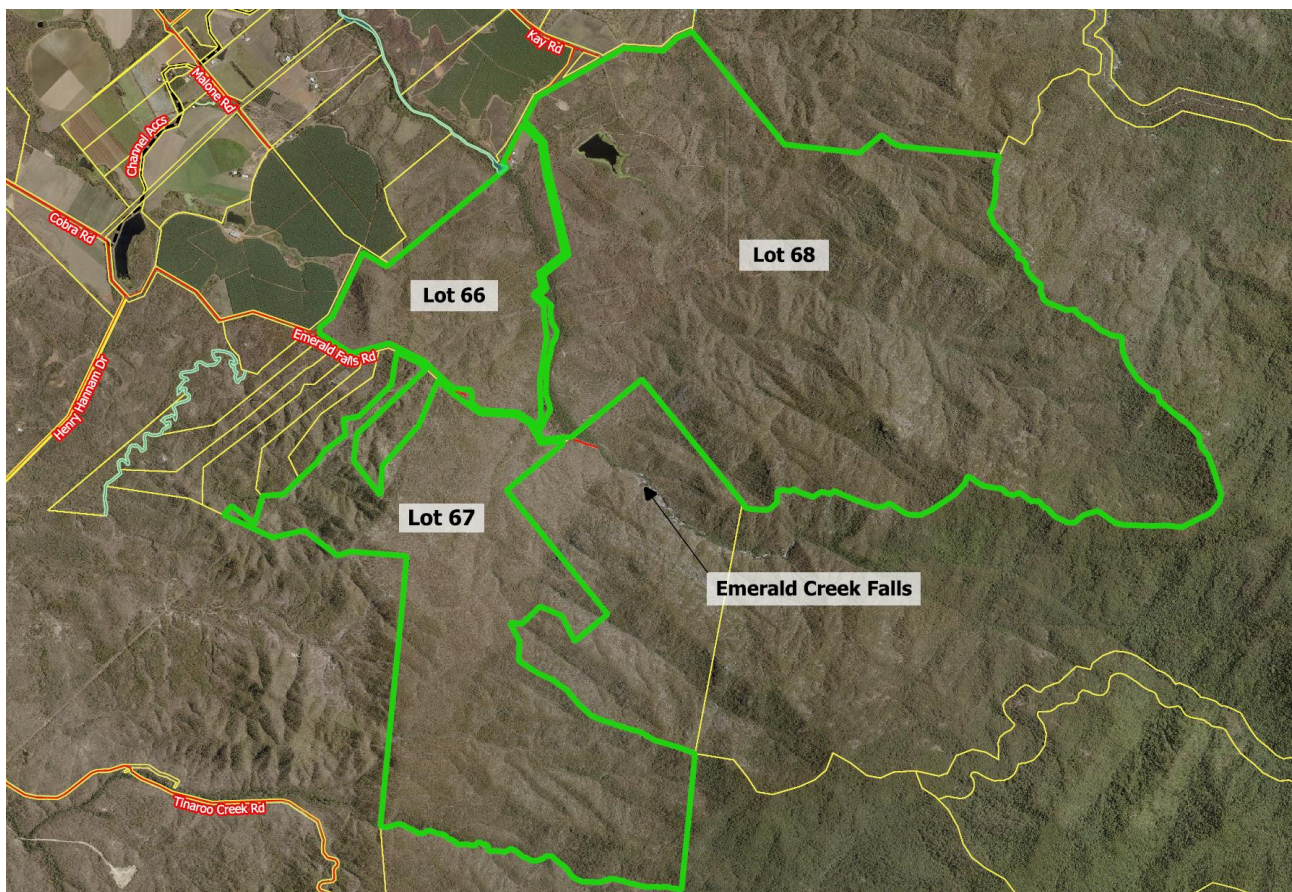 Kay Rd
Malone Rd
Channel Accs
Cobra Rd
Lot 68
Lot 66
Emerald Falls Rd
Henry Hannam Dr
Lot 67
Emerald Creek Falls
Tinaroo Creek Rd